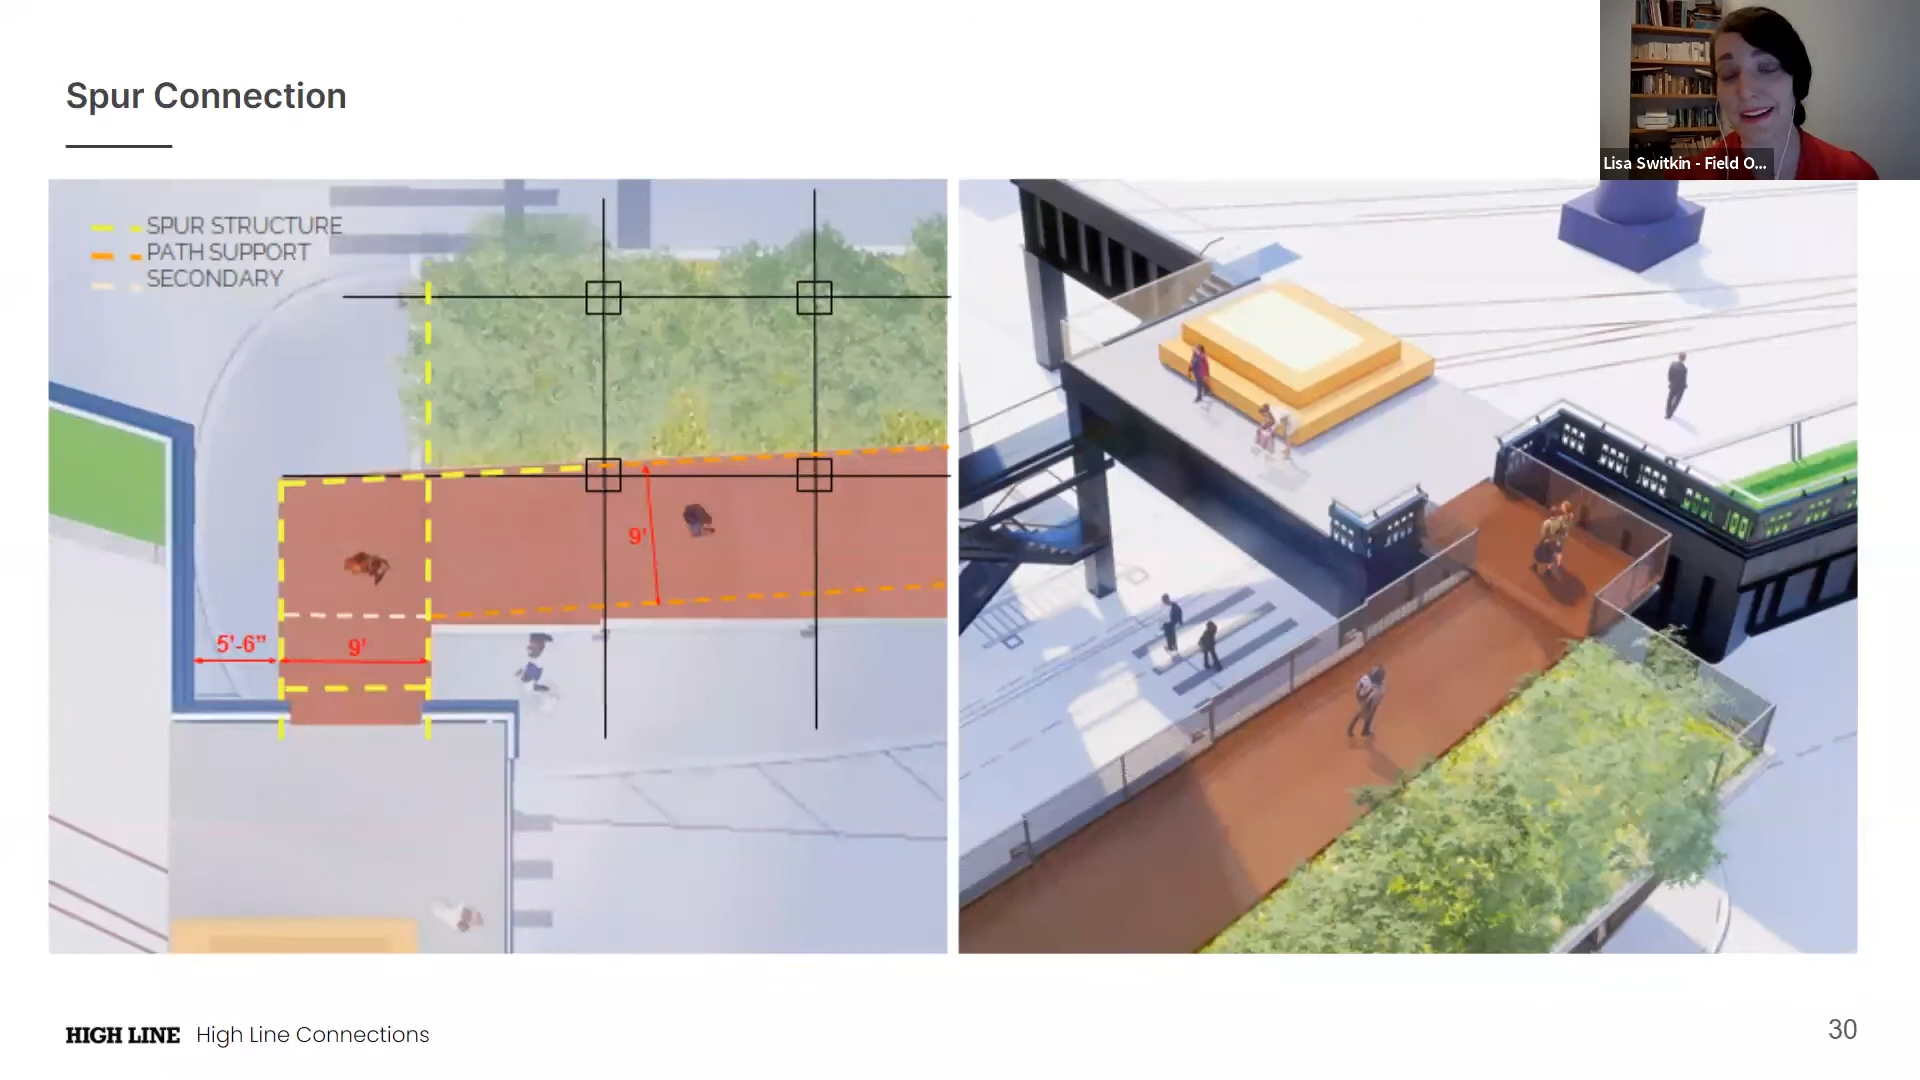 Spur Connection
Lisa Switkin - Field O...
SPUR STRUCTURE
PATH SUPPORT
SECONDARY
9'
5'-6"
9'
HIGH LINE High Line Connections
30